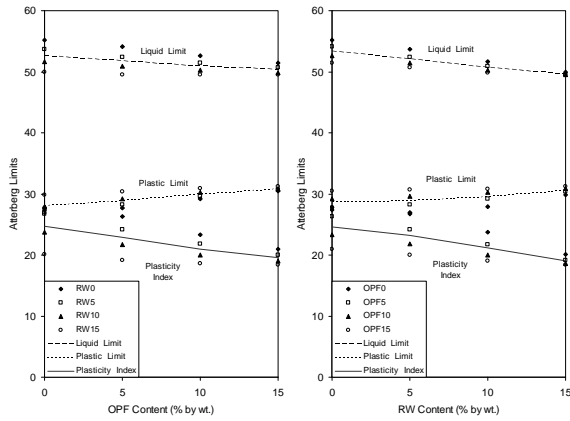 60
50
40
30
20
10
0
Atterberg Limits
Liquid Limit
Plastic Limit
Plasticity
Index
RW0
RW5
RW10
RW15
Liquid Limit
Plastic Limit
Plasticity Index
0 5 10 15
OPF Content (% by wt.)
60
50
40
30
20
10
0
Atterberg Limits
Liquid Limit
Plastic Limit
Plasticity
Index
OPF0
OPF5
OPF10
OPF15
Liquid Limit
Plastic Limit
Plasticity Index
0 5 10 15
RW Content (% by wt.)